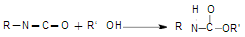 H O
R—N—C—O + R' OH ⟶ R N—C—OR'